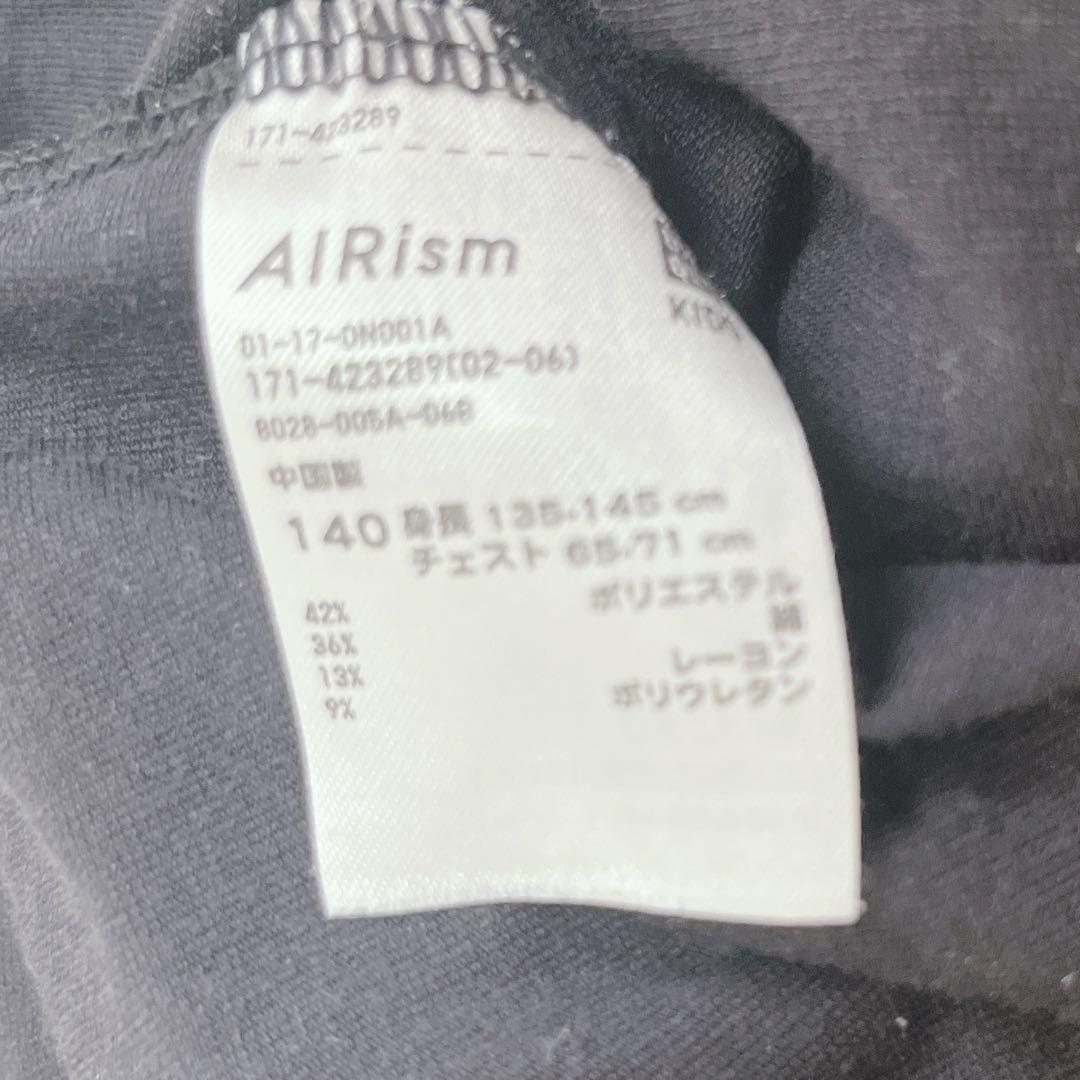 171-423289
AIRism
KIDS
01-17-0N001A
171-423289(02-06)
8028-005A-06B
中国製
140 身長 135-145 cm
チェスト 65-71 cm
42% ポリエステル
36% 綿
13% レーヨン
9% ポリウレタン